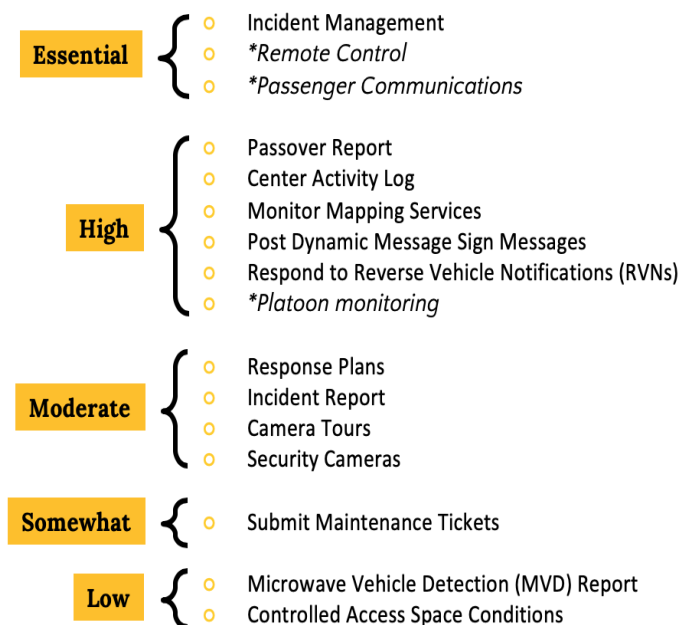 Essential
Incident Management
*Remote Control
*Passenger Communications
High
Passover Report
Center Activity Log
Monitor Mapping Services
Post Dynamic Message Sign Messages
Respond to Reverse Vehicle Notifications (RVNs)
*Platoon monitoring
Moderate
Response Plans
Incident Report
Camera Tours
Security Cameras
Somewhat
Submit Maintenance Tickets
Low
Microwave Vehicle Detection (MVD) Report
Controlled Access Space Conditions